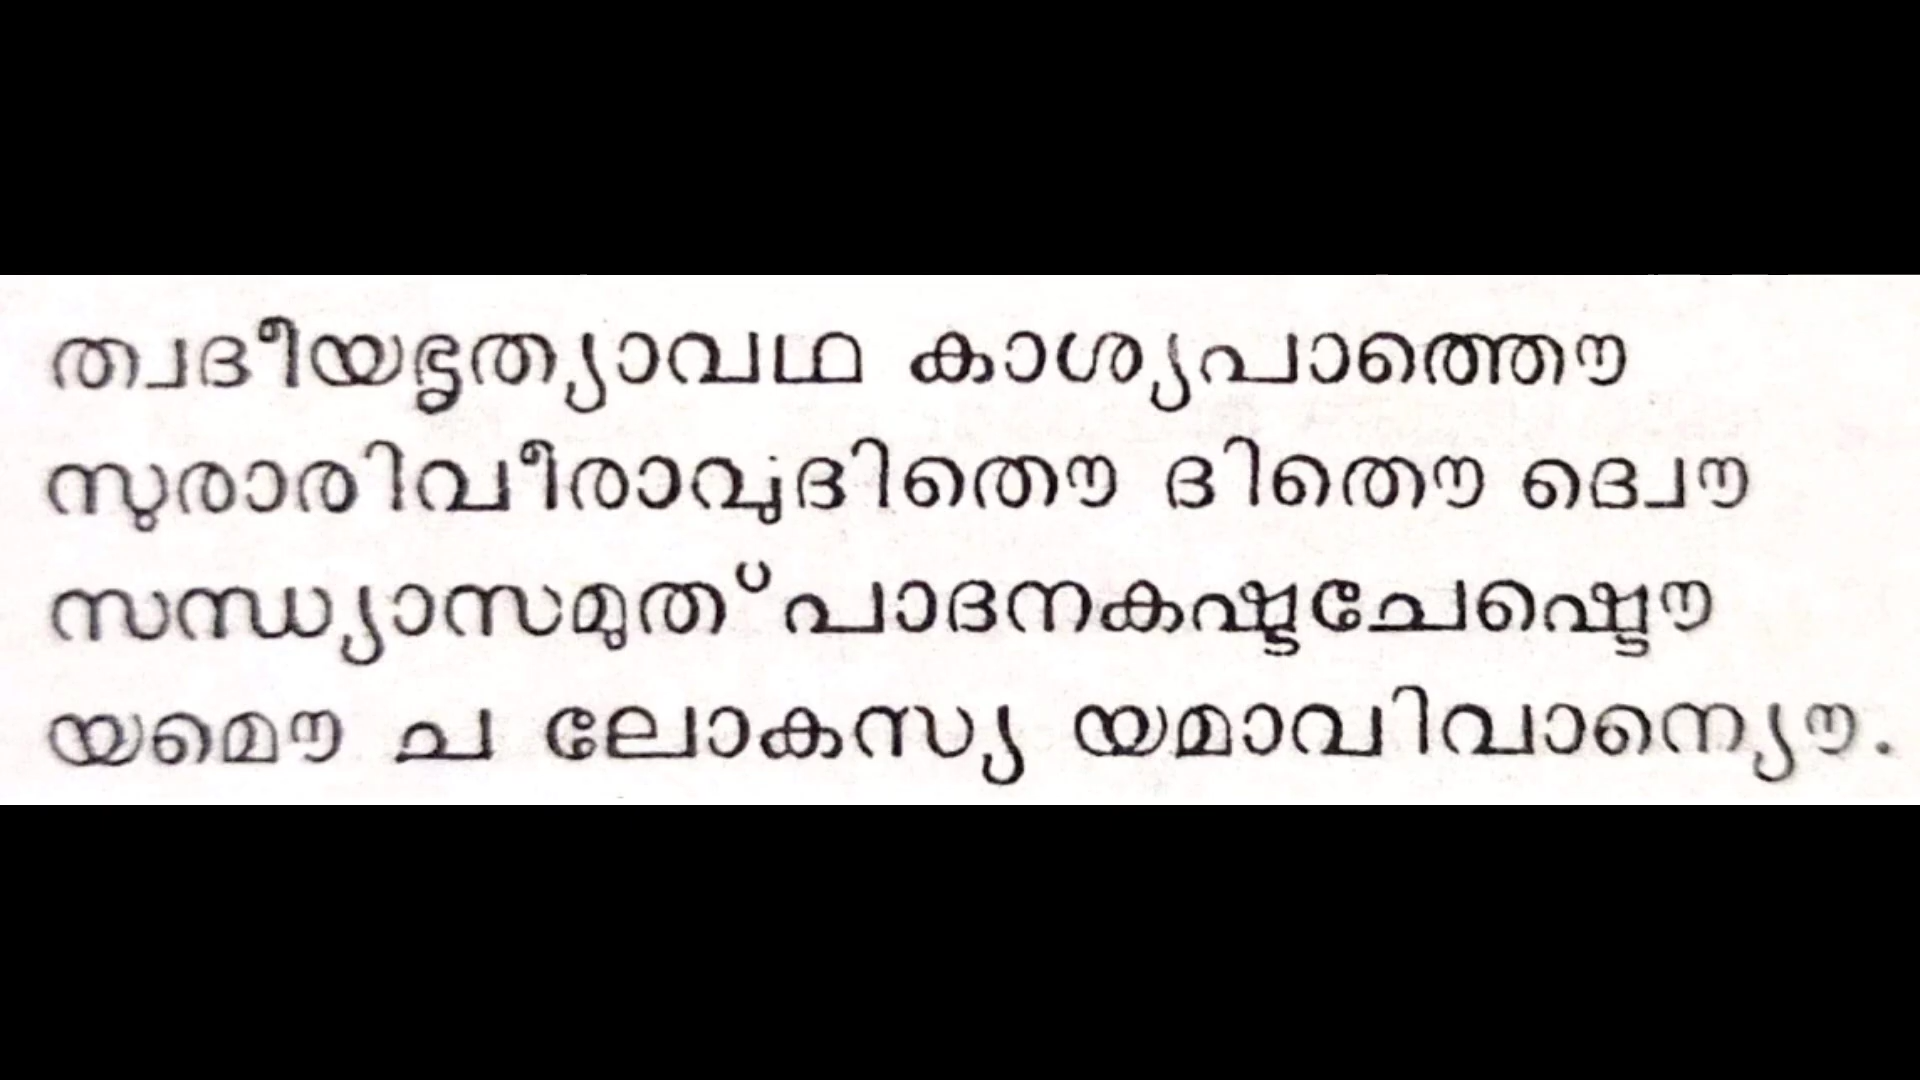 ത്വദീയഭൃത്യാവഥ കാശ്യപാത്തൌ
സുരാരിവീരാവുദിതൌ ദിതൌ ദ്വൌ
സന്ധ്യാസമുത്പാദനകഷ്ടചേഷ്ടൌ
യമൌ ച ലോകസ്യ യമാവിവാന്യൌ.